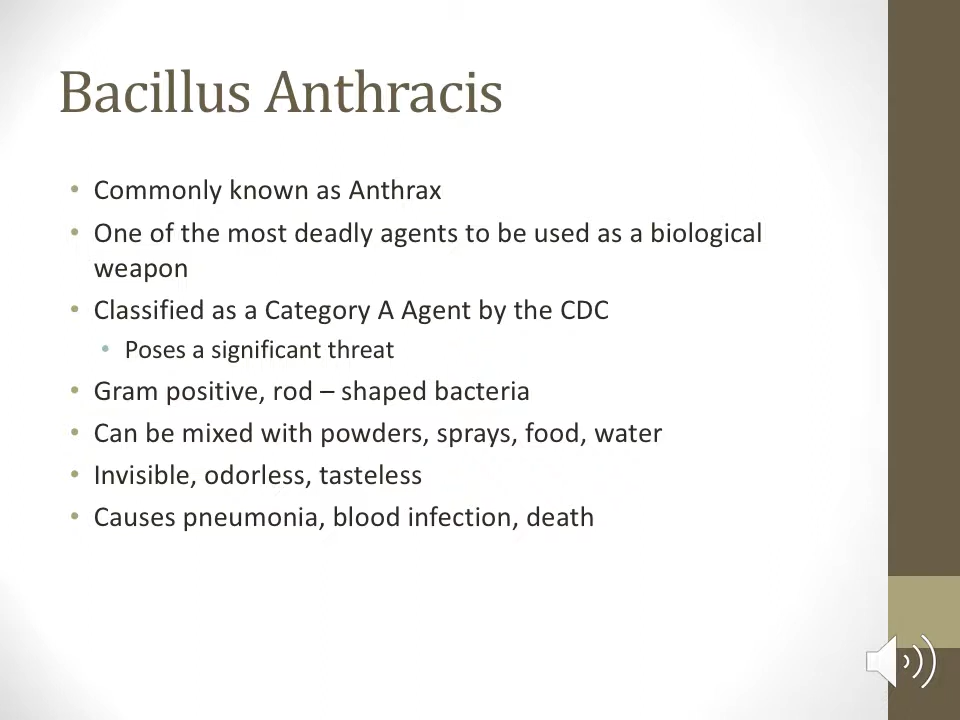 Bacillus Anthracis
• Commonly known as Anthrax
• One of the most deadly agents to be used as a biological
weapon
• Classified as a Category A Agent by the CDC
• Poses a significant threat
• Gram positive, rod – shaped bacteria
• Can be mixed with powders, sprays, food, water
• Invisible, odorless, tasteless
• Causes pneumonia, blood infection, death